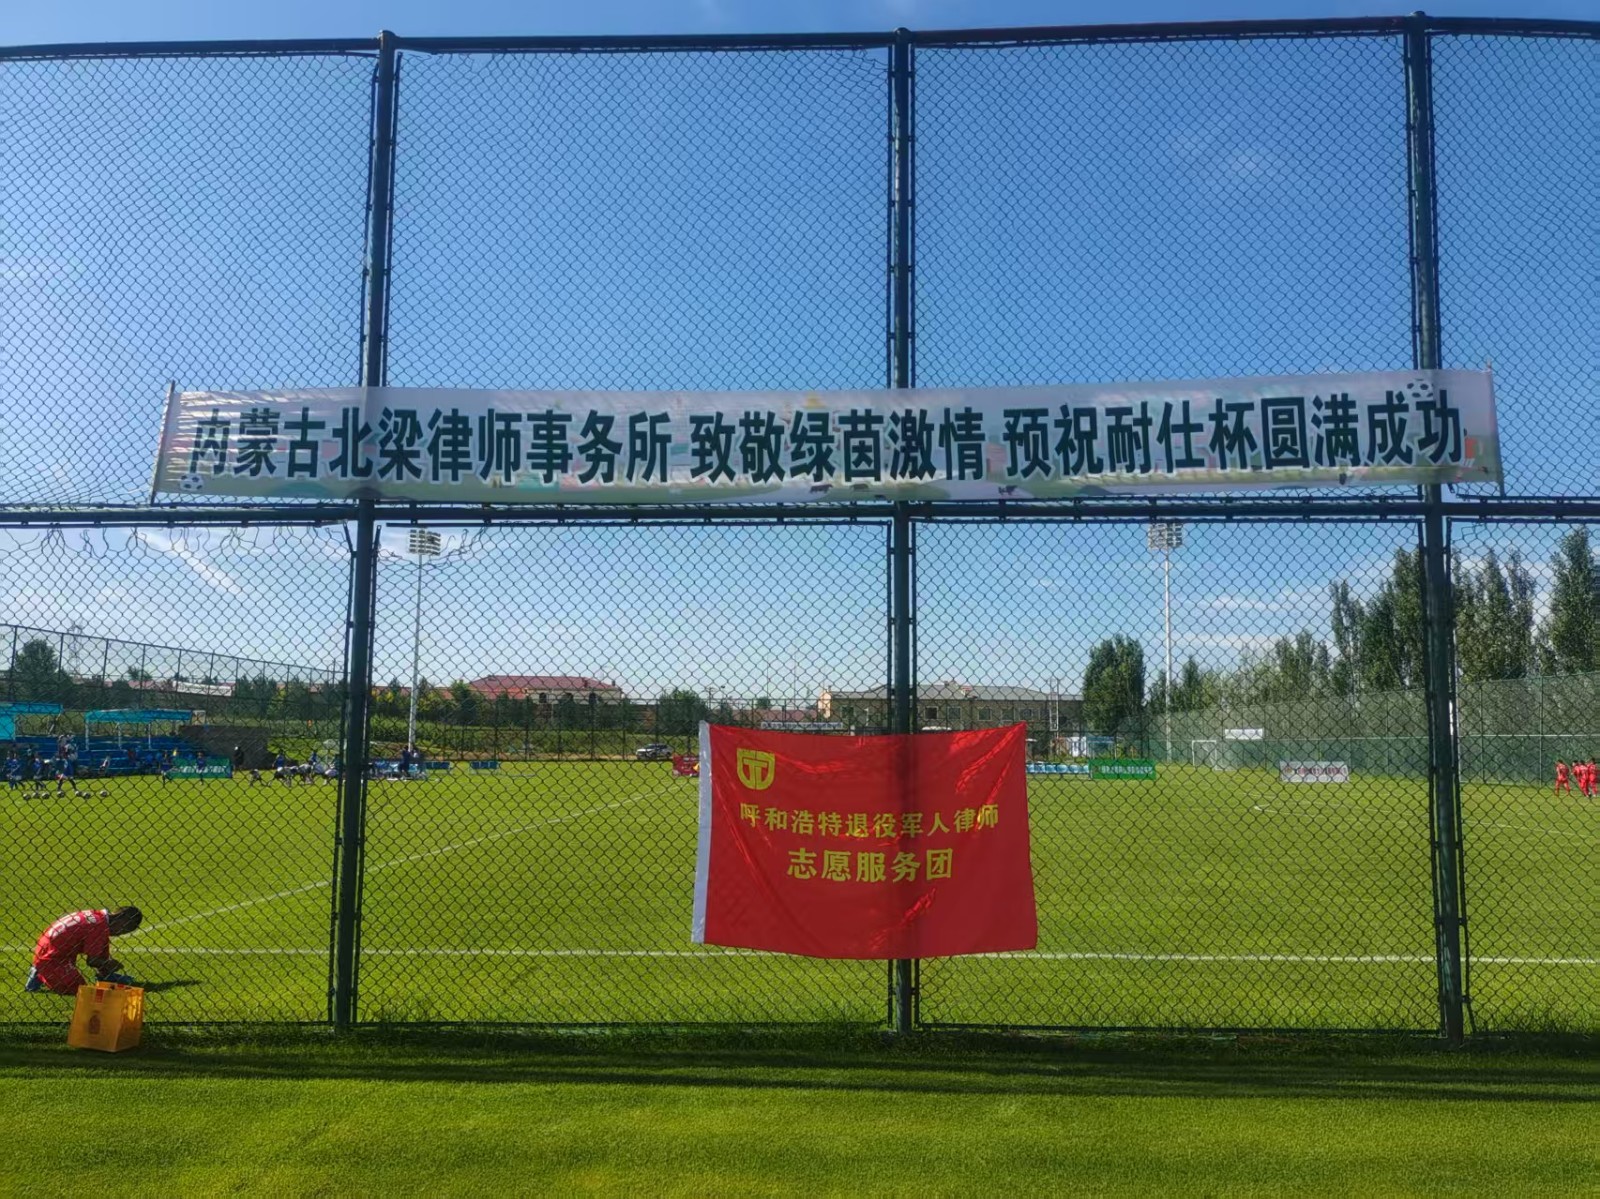 内蒙古北梁律师事务所 致敬绿茵激情 预祝耐仕杯圆满成功
呼和浩特退役军人律师
志愿服务团